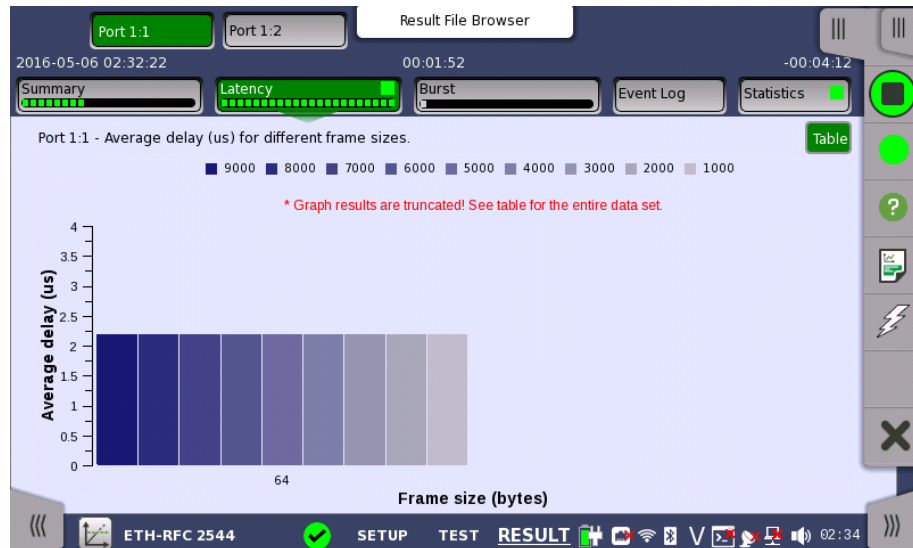 Port 1:1
Port 1:2
Result File Browser
2016-05-06 02:32:22
00:01:52
-00:04:12
Summary
Latency
Burst
Event Log
Statistics
Port 1:1 - Average delay (us) for different frame sizes.
Table
9000 8000 7000 6000 5000 4000 3000 2000 1000
* Graph results are truncated! See table for the entire data set.
Average delay (us)
4
3.5
3
2.5
2
1.5
1
0.5
0
64
Frame size (bytes)
ETH-RFC 2544
SETUP
TEST
RESULT
V
02:34